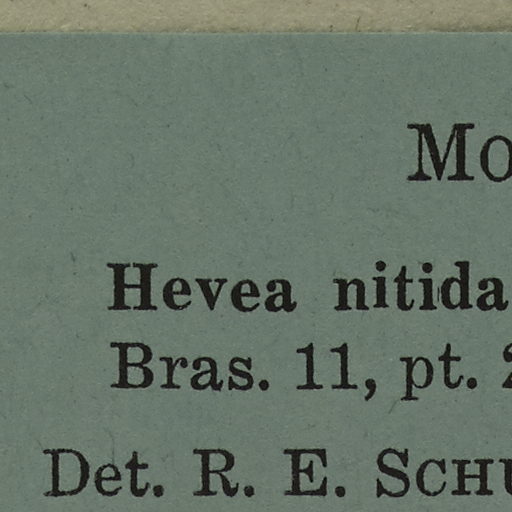 Mo
Hevea nitida
Bras. 11, pt.
Det. R. E. Schu